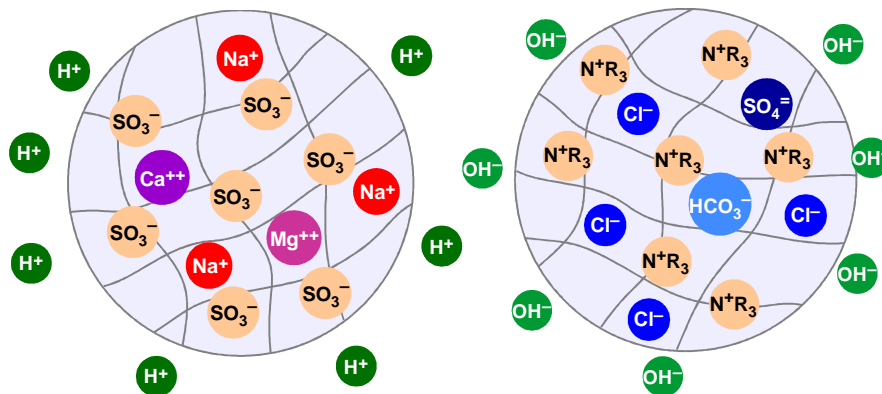 H⁺
H⁺
H⁺
H⁺
H⁺
H⁺
H⁺
Na⁺
SO₃⁻
SO₃⁻
SO₃⁻
Ca⁺⁺
SO₃⁻
Na⁺
SO₃⁻
Mg⁺⁺
Na⁺
SO₃⁻
SO₃⁻
OH⁻
OH⁻
OH⁻
OH⁻
OH⁻
OH⁻
OH⁻
N⁺R₃
N⁺R₃
Cl⁻
SO₄⁼
N⁺R₃
N⁺R₃
N⁺R₃
HCO₃⁻
Cl⁻
Cl⁻
N⁺R₃
N⁺R₃
Cl⁻